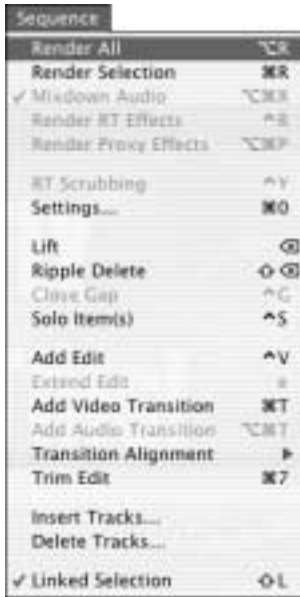 Sequence
Render All ⌥R
Render Selection ⌘R
✓ Mixdown Audio ⌥⌘R
Render RT Effects ^R
Render Proxy Effects ⌥⌘P
RT Scrubbing ^Y
Settings... ⌘0
Lift ⌫
Ripple Delete ⇧⌫
Close Gap ^G
Solo Item(s) ^S
Add Edit ^V
Extend Edit e
Add Video Transition ⌘T
Add Audio Transition ⌥⌘T
Transition Alignment ▶
Trim Edit ⌘7
Insert Tracks...
Delete Tracks...
✓ Linked Selection ⇧L